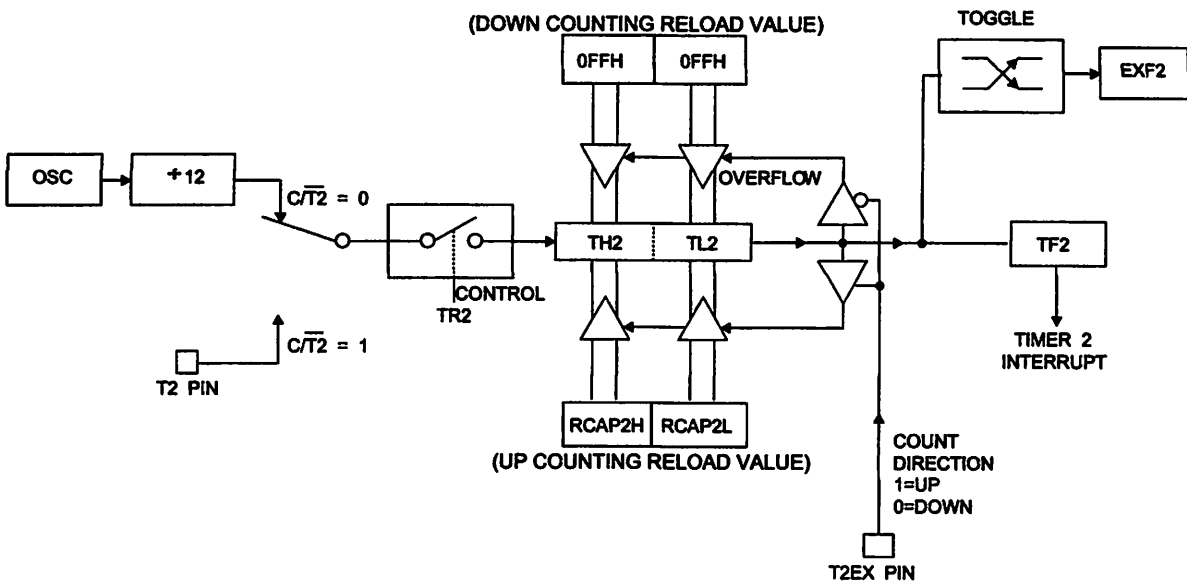 (DOWN COUNTING RELOAD VALUE)
TOGGLE
0FFH 0FFH
EXF2
OSC
÷12
C/T2̅ = 0
OVERFLOW
TH2 TL2
TF2
CONTROL
TR2
C/T2̅ = 1
T2 PIN
TIMER 2
INTERRUPT
RCAP2H RCAP2L
(UP COUNTING RELOAD VALUE)
COUNT
DIRECTION
1=UP
0=DOWN
T2EX PIN